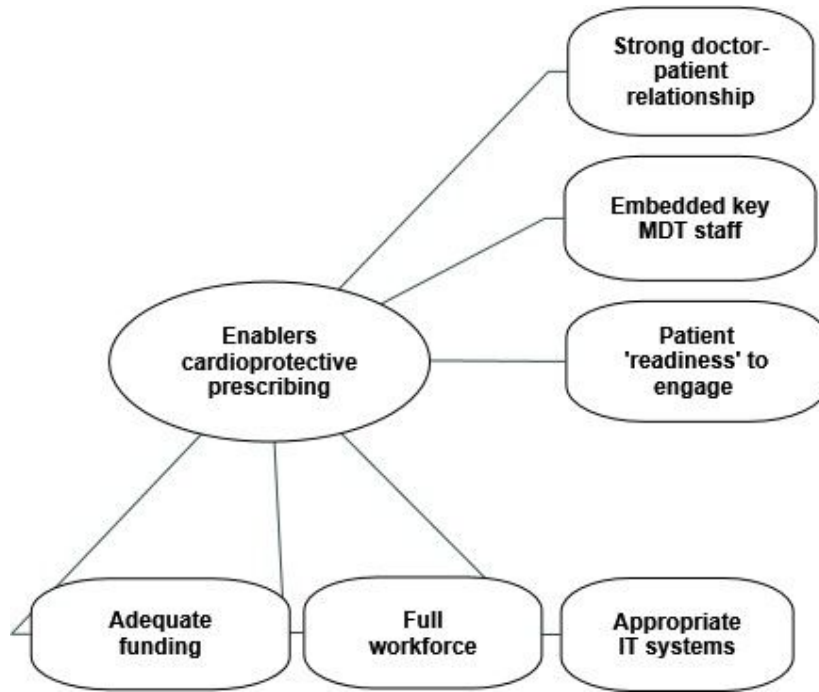 Strong doctor-
patient
relationship
Embedded key
MDT staff
Enablers
cardioprotective
prescribing
Patient
'readiness' to
engage
Adequate
funding
Full
workforce
Appropriate
IT systems